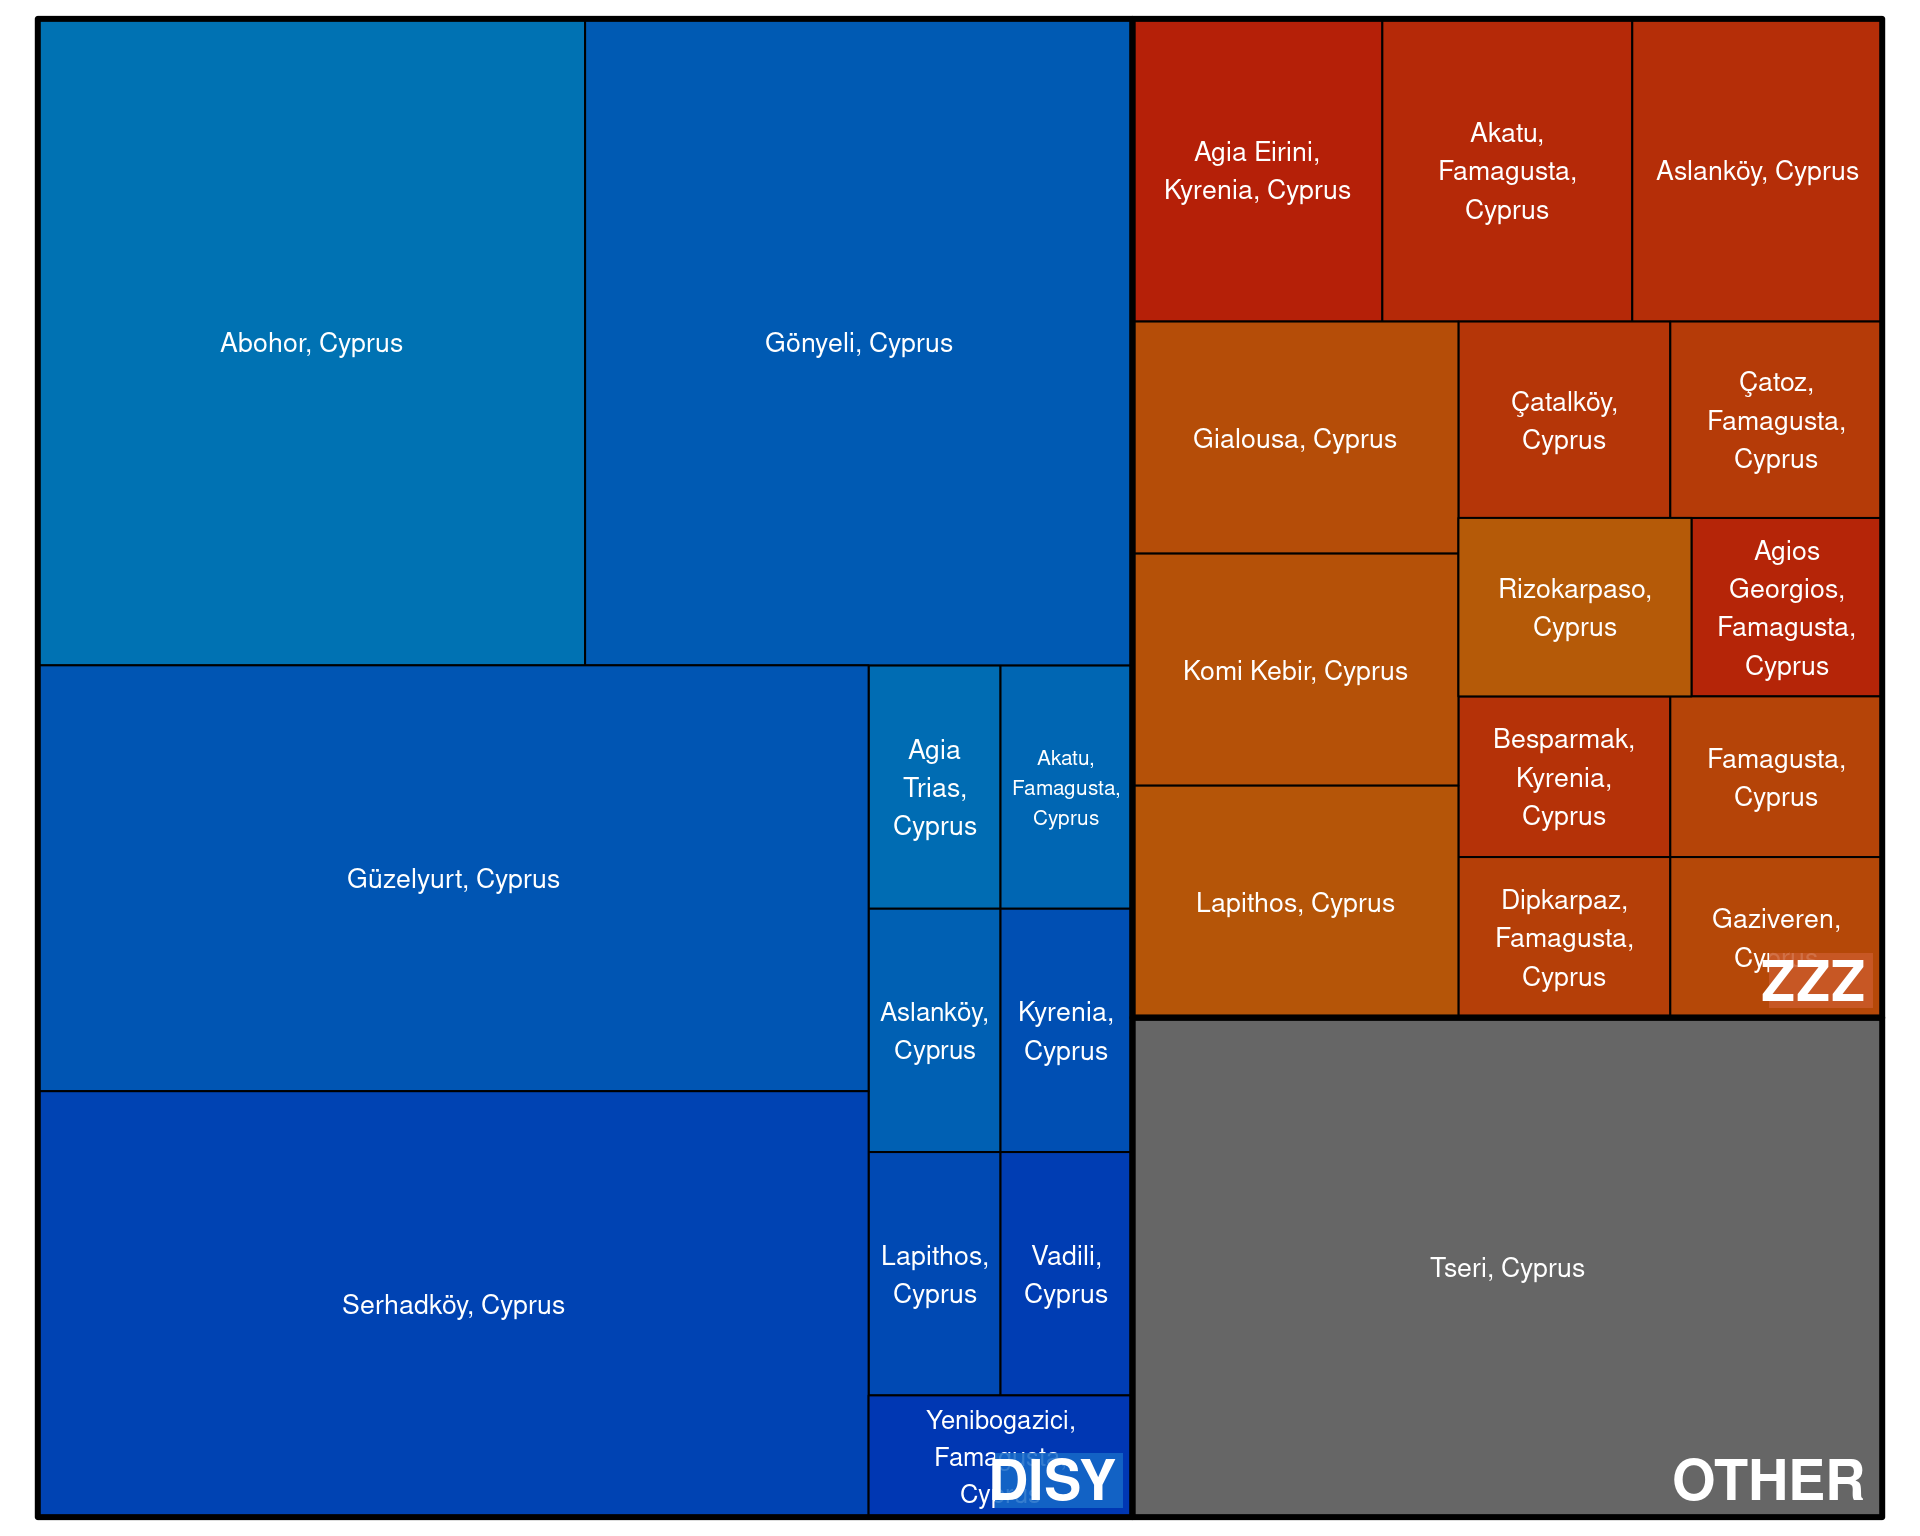 Abohor, Cyprus
Gönyeli, Cyprus
Güzelyurt, Cyprus
Serhadköy, Cyprus
Agia
Trias,
Cyprus
Akatu,
Famagusta,
Cyprus
Aslanköy,
Cyprus
Kyrenia,
Cyprus
Lapithos,
Cyprus
Vadili,
Cyprus
Yenibogazici,
Famagusta,
Cyprus
DISY
Agia Eirini,
Kyrenia, Cyprus
Akatu,
Famagusta,
Cyprus
Aslanköy, Cyprus
Gialousa, Cyprus
Komi Kebir, Cyprus
Lapithos, Cyprus
Çatalköy,
Cyprus
Çatoz,
Famagusta,
Cyprus
Rizokarpaso,
Cyprus
Agios
Georgios,
Famagusta,
Cyprus
Besparmak,
Kyrenia,
Cyprus
Famagusta,
Cyprus
Dipkarpaz,
Famagusta,
Cyprus
Gaziveren,
Cyprus
ZZZ
Tseri, Cyprus
OTHER